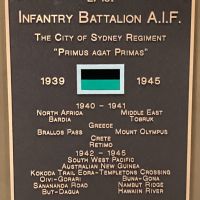 INFANTRY BATTALION A.I.F.
THE CITY OF SYDNEY REGIMENT
"PRIMUS AGAT PRIMAS"
1939 1945
1940 - 1941
NORTH AFRICA MIDDLE EAST
BARDIA TOBRUK
GREECE
BRALLOS PASS MOUNT OLYMPUS
CRETE
RETIMO
1942 - 1945
SOUTH WEST PACIFIC
AUSTRALIAN NEW GUINEA
KOKODA TRAIL EORA-TEMPLETONS CROSSING
OIVI-GORARI BUNA-GONA
SANANANDA ROAD NAMBUT RIDGE
BUT-DAGUA HAWAIN RIVER